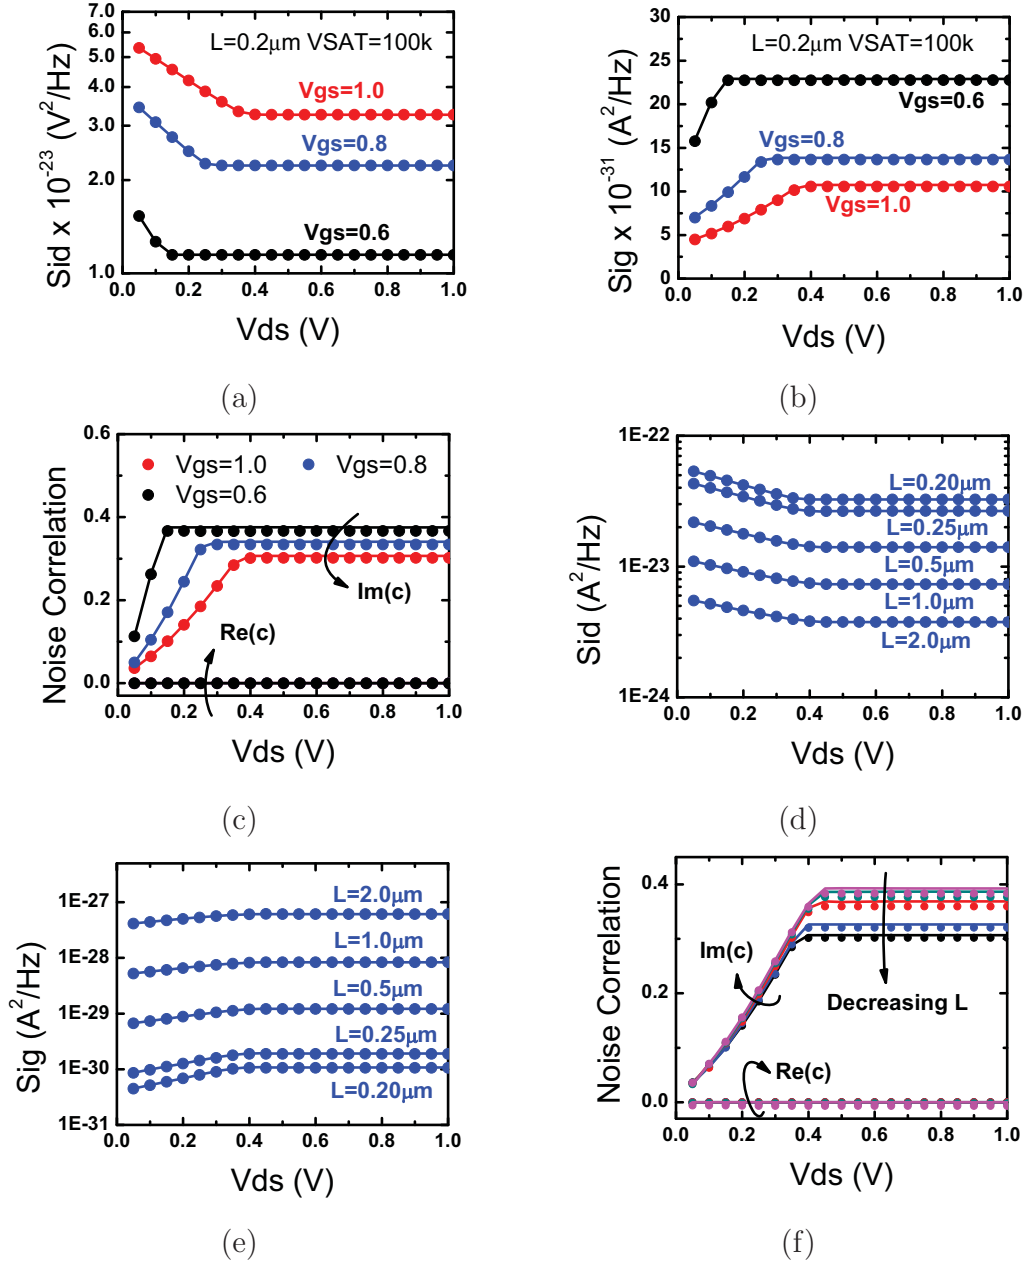 7.0
5.0
3.0
2.0
1.0
Sid x 10^-23 (V^2/Hz)
L=0.2μm VSAT=100k
Vgs=1.0
Vgs=0.8
Vgs=0.6
0.0 0.2 0.4 0.6 0.8 1.0
Vds (V)
(a)
30
25
20
15
10
5
0
Sig x 10^-31 (A^2/Hz)
L=0.2μm VSAT=100k
Vgs=0.6
Vgs=0.8
Vgs=1.0
0.0 0.2 0.4 0.6 0.8 1.0
Vds (V)
(b)
0.6
0.4
0.2
0.0
Noise Correlation
Vgs=1.0 Vgs=0.8
Vgs=0.6
Im(c)
Re(c)
0.0 0.2 0.4 0.6 0.8 1.0
Vds (V)
(c)
1E-22
1E-23
1E-24
Sid (A^2/Hz)
L=0.20μm
L=0.25μm
L=0.5μm
L=1.0μm
L=2.0μm
0.0 0.2 0.4 0.6 0.8 1.0
Vds (V)
(d)
1E-27
1E-28
1E-29
1E-30
1E-31
Sig (A^2/Hz)
L=2.0μm
L=1.0μm
L=0.5μm
L=0.25μm
L=0.20μm
0.0 0.2 0.4 0.6 0.8 1.0
Vds (V)
(e)
0.4
0.2
0.0
Noise Correlation
Im(c)
Decreasing L
Re(c)
0.0 0.2 0.4 0.6 0.8 1.0
Vds (V)
(f)